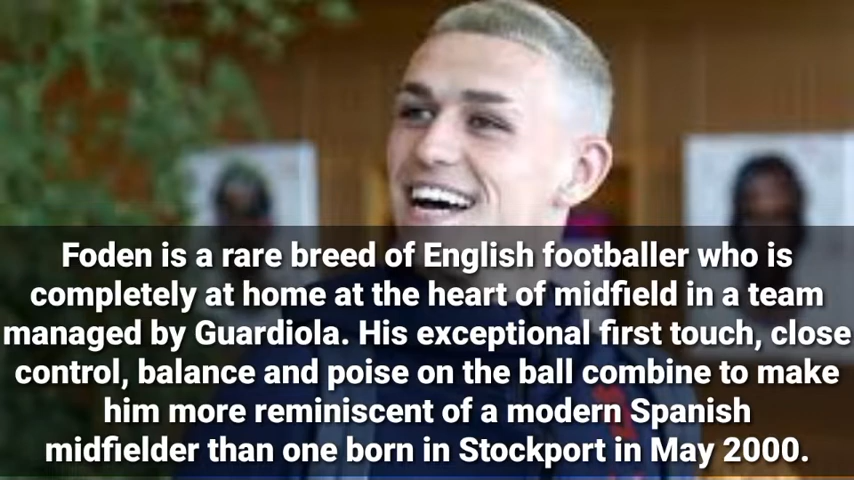 Foden is a rare breed of English footballer who is
completely at home at the heart of midfield in a team
managed by Guardiola. His exceptional first touch, close
control, balance and poise on the ball combine to make
him more reminiscent of a modern Spanish
midfielder than one born in Stockport in May 2000.